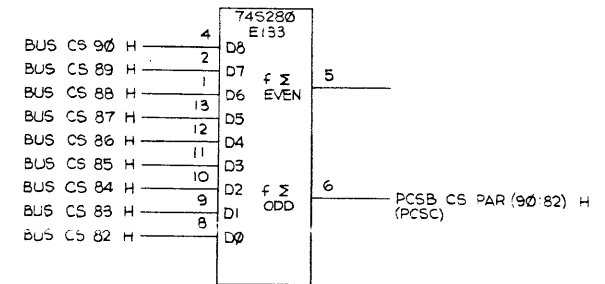 74S280
E133
BUS CS 90 H 4 D8
BUS CS 89 H 2 D7
BUS CS 88 H 1 D6
BUS CS 87 H 13 D5
BUS CS 86 H 12 D4
BUS CS 85 H 11 D3
BUS CS 84 H 10 D2
BUS CS 83 H 9 D1
BUS CS 82 H 8 DØ
f Σ 5
EVEN
f Σ 6
ODD
PCSB CS PAR (9Ø:82) H
(PCSC)